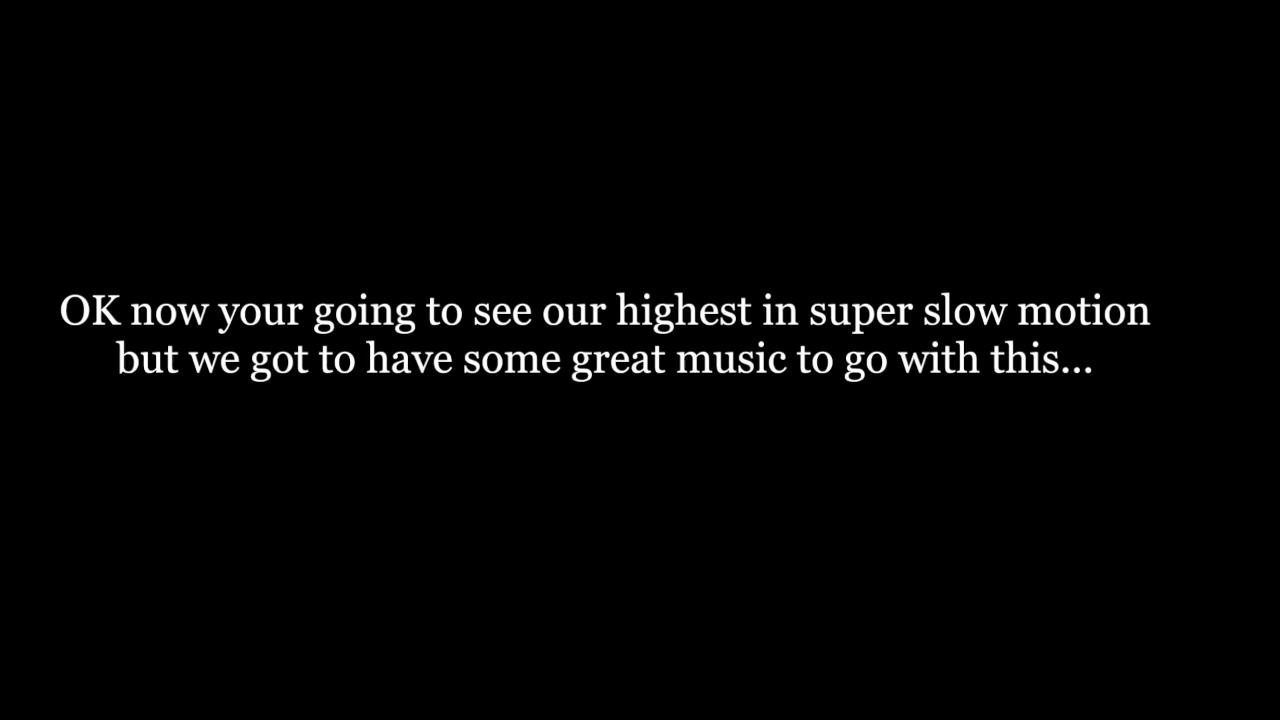 OK now your going to see our highest in super slow motion
but we got to have some great music to go with this...